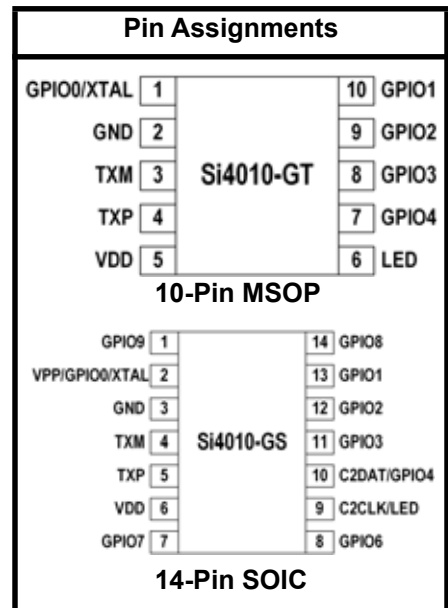 Pin Assignments
GPIO0/XTAL 1 10 GPIO1
GND 2 9 GPIO2
TXM 3 Si4010-GT 8 GPIO3
TXP 4 7 GPIO4
VDD 5 6 LED
10-Pin MSOP
GPIO9 1 14 GPIO8
VPP/GPIO0/XTAL 2 13 GPIO1
GND 3 12 GPIO2
TXM 4 Si4010-GS 11 GPIO3
TXP 5 10 C2DAT/GPIO4
VDD 6 9 C2CLK/LED
GPIO7 7 8 GPIO6
14-Pin SOIC